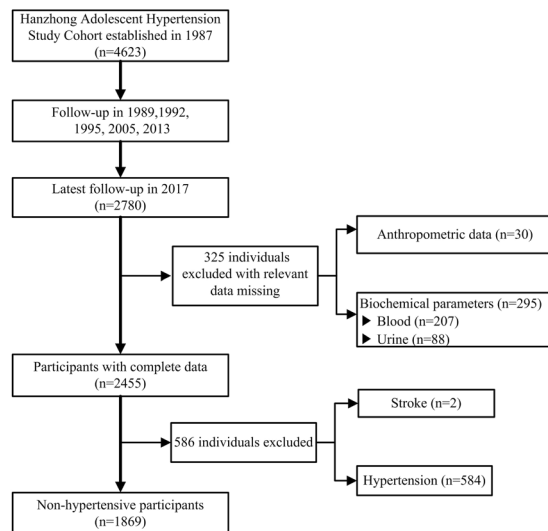 Hanzhong Adolescent Hypertension
Study Cohort established in 1987
(n=4623)
Follow-up in 1989,1992,
1995, 2005, 2013
Latest follow-up in 2017
(n=2780)
325 individuals
excluded with relevant
data missing
Anthropometric data (n=30)
Biochemical parameters (n=295)
▶ Blood (n=207)
▶ Urine (n=88)
Participants with complete data
(n=2455)
586 individuals excluded
Stroke (n=2)
Hypertension (n=584)
Non-hypertensive participants
(n=1869)